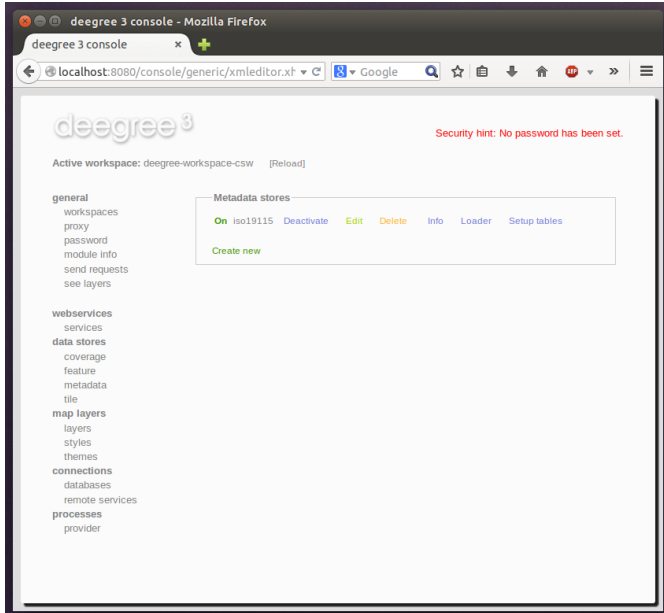 deegree 3 console - Mozilla Firefox
deegree 3 console
localhost:8080/console/generic/xmleditor.xh
Google
ABP
deegree 3
Security hint: No password has been set.
Active workspace: deegree-workspace-csw [Reload]
general
workspaces
proxy
password
module info
send requests
see layers
Metadata stores
On iso19115 Deactivate Edit Delete Info Loader Setup tables
Create new
webservices
services
data stores
coverage
feature
metadata
tile
map layers
layers
styles
themes
connections
databases
remote services
processes
provider